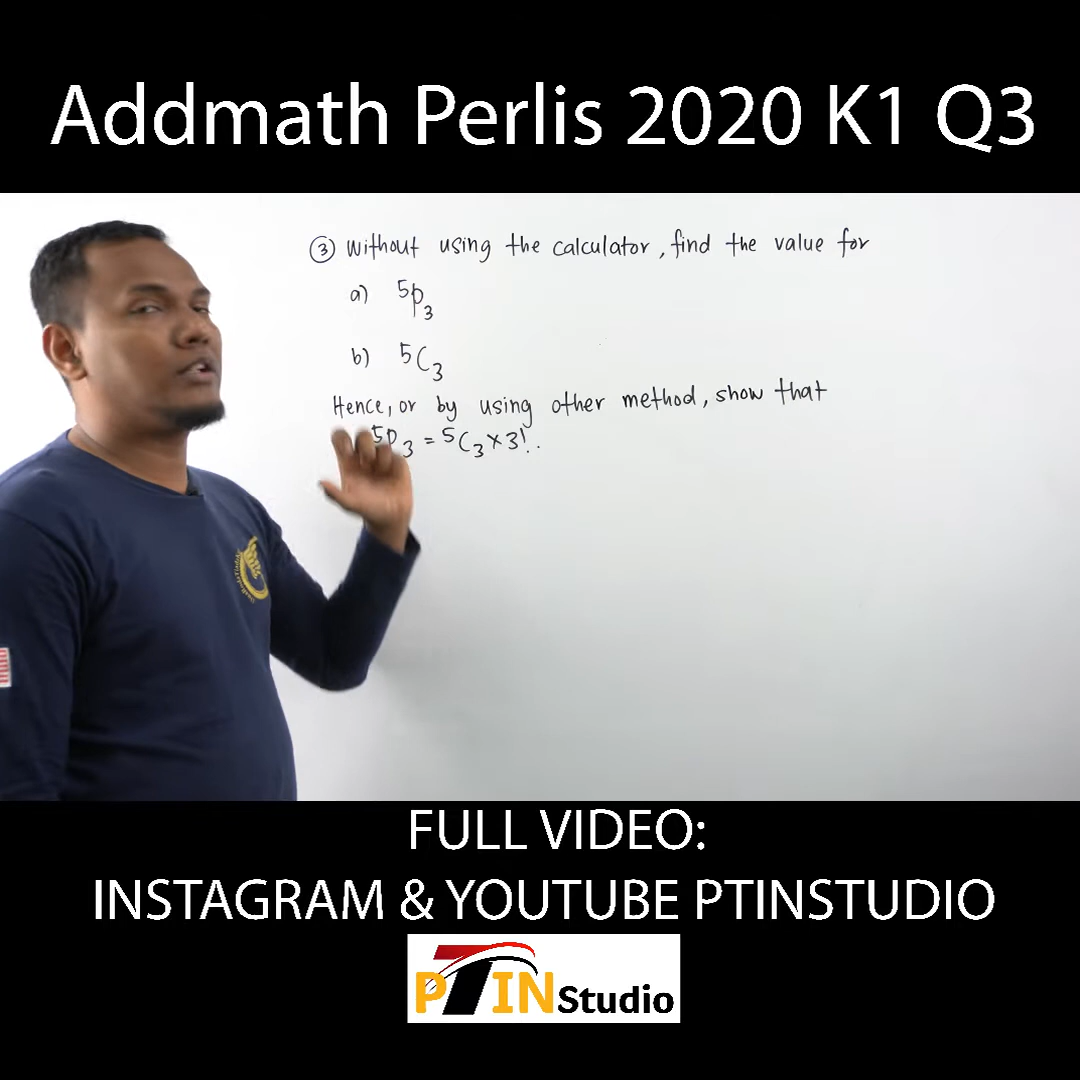 Addmath Perlis 2020 K1 Q3
③ Without using the calculator, find the value for
a) ⁵P₃
b) ⁵C₃
Hence, or by using other method, show that
⁵P₃ = ⁵C₃ × 3!.
FULL VIDEO:
INSTAGRAM & YOUTUBE PTINSTUDIO
PTIN Studio